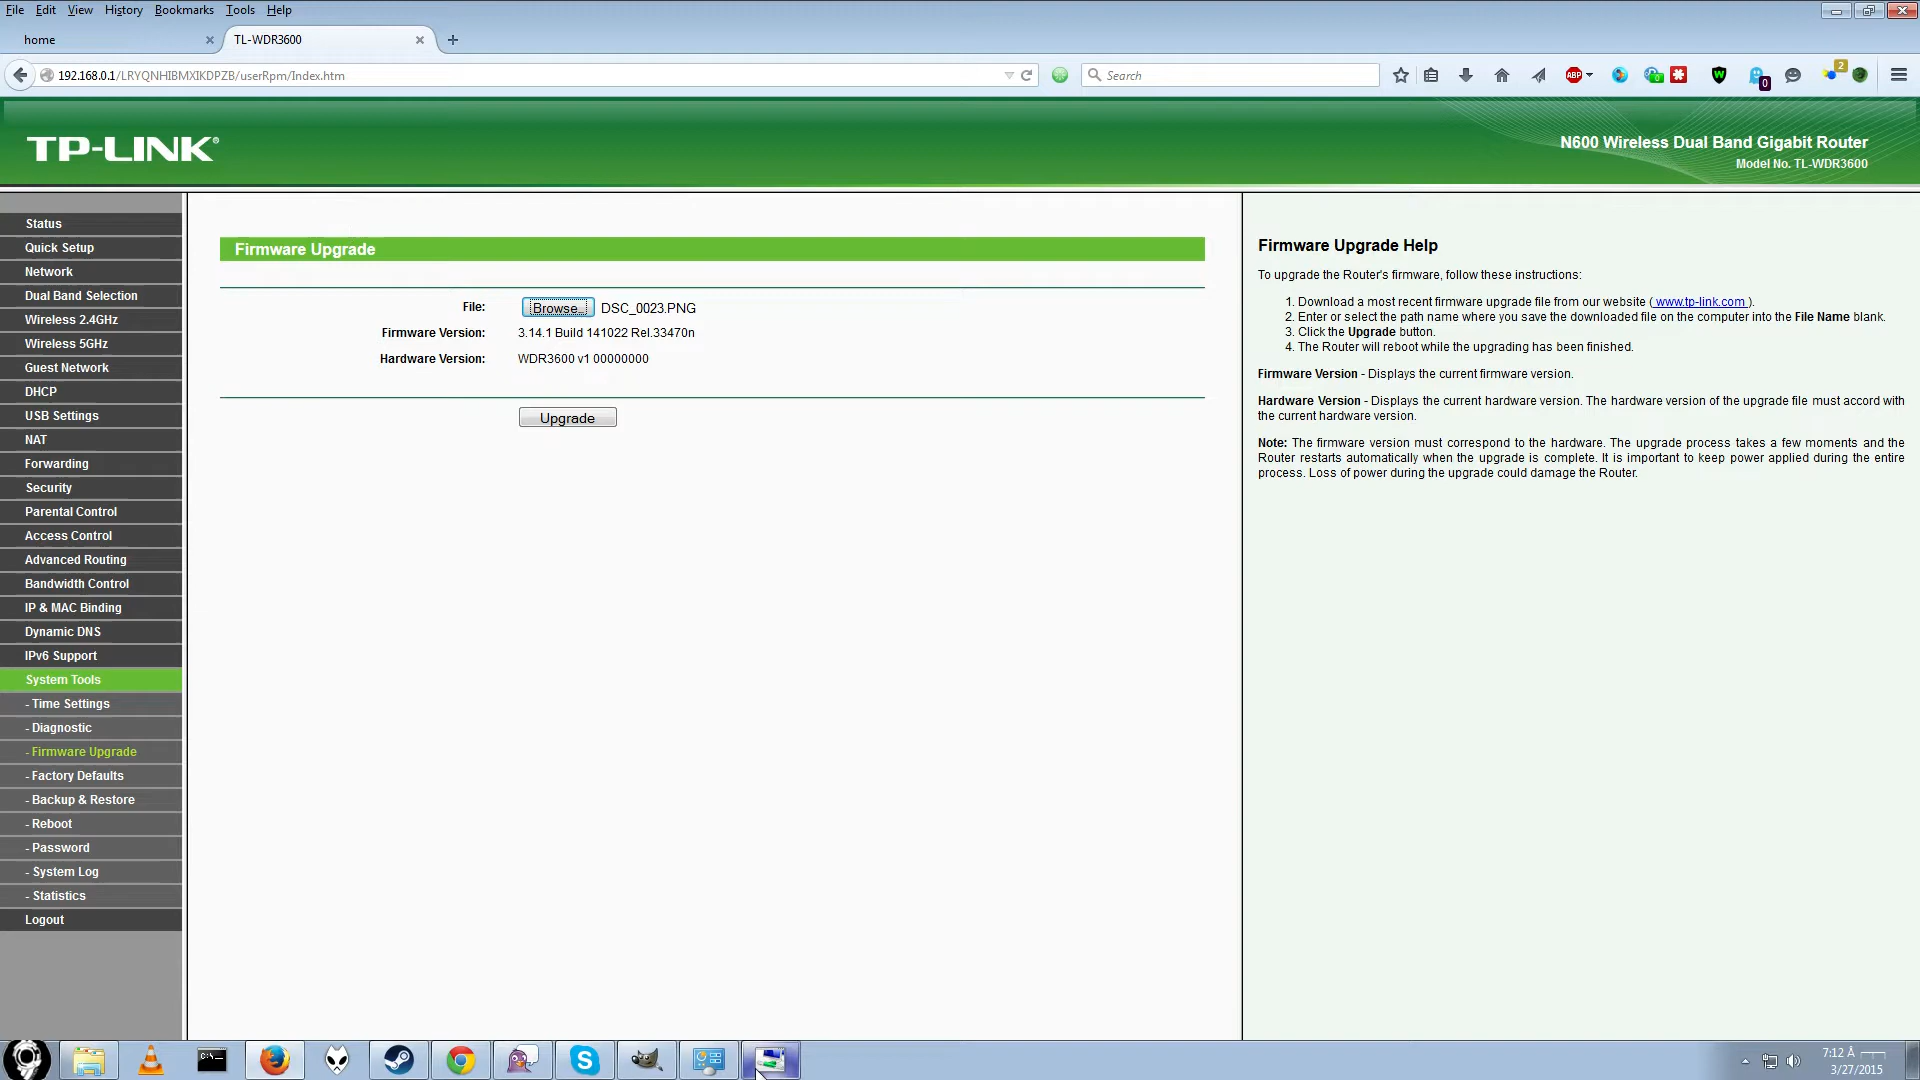 File Edit View History Bookmarks Tools Help
home
TL-WDR3600
192.168.0.1/LRYQNHIBMXIKDPZB/userRpm/Index.htm
Search
ABP
W
0
2
TP-LINK®
N600 Wireless Dual Band Gigabit Router
Model No. TL-WDR3600
Status
Quick Setup
Network
Dual Band Selection
Wireless 2.4GHz
Wireless 5GHz
Guest Network
DHCP
USB Settings
NAT
Forwarding
Security
Parental Control
Access Control
Advanced Routing
Bandwidth Control
IP & MAC Binding
Dynamic DNS
IPv6 Support
System Tools
- Time Settings
- Diagnostic
- Firmware Upgrade
- Factory Defaults
- Backup & Restore
- Reboot
- Password
- System Log
- Statistics
Logout
Firmware Upgrade
File: Browse... DSC_0023.PNG
Firmware Version: 3.14.1 Build 141022 Rel.33470n
Hardware Version: WDR3600 v1 00000000
Upgrade
Firmware Upgrade Help
To upgrade the Router's firmware, follow these instructions:
1. Download a most recent firmware upgrade file from our website ( www.tp-link.com ).
2. Enter or select the path name where you save the downloaded file on the computer into the File Name blank.
3. Click the Upgrade button.
4. The Router will reboot while the upgrading has been finished.
Firmware Version - Displays the current firmware version.
Hardware Version - Displays the current hardware version. The hardware version of the upgrade file must accord with
the current hardware version.
Note: The firmware version must correspond to the hardware. The upgrade process takes a few moments and the
Router restarts automatically when the upgrade is complete. It is important to keep power applied during the entire
process. Loss of power during the upgrade could damage the Router.
C:\
7:12
3/27/2015